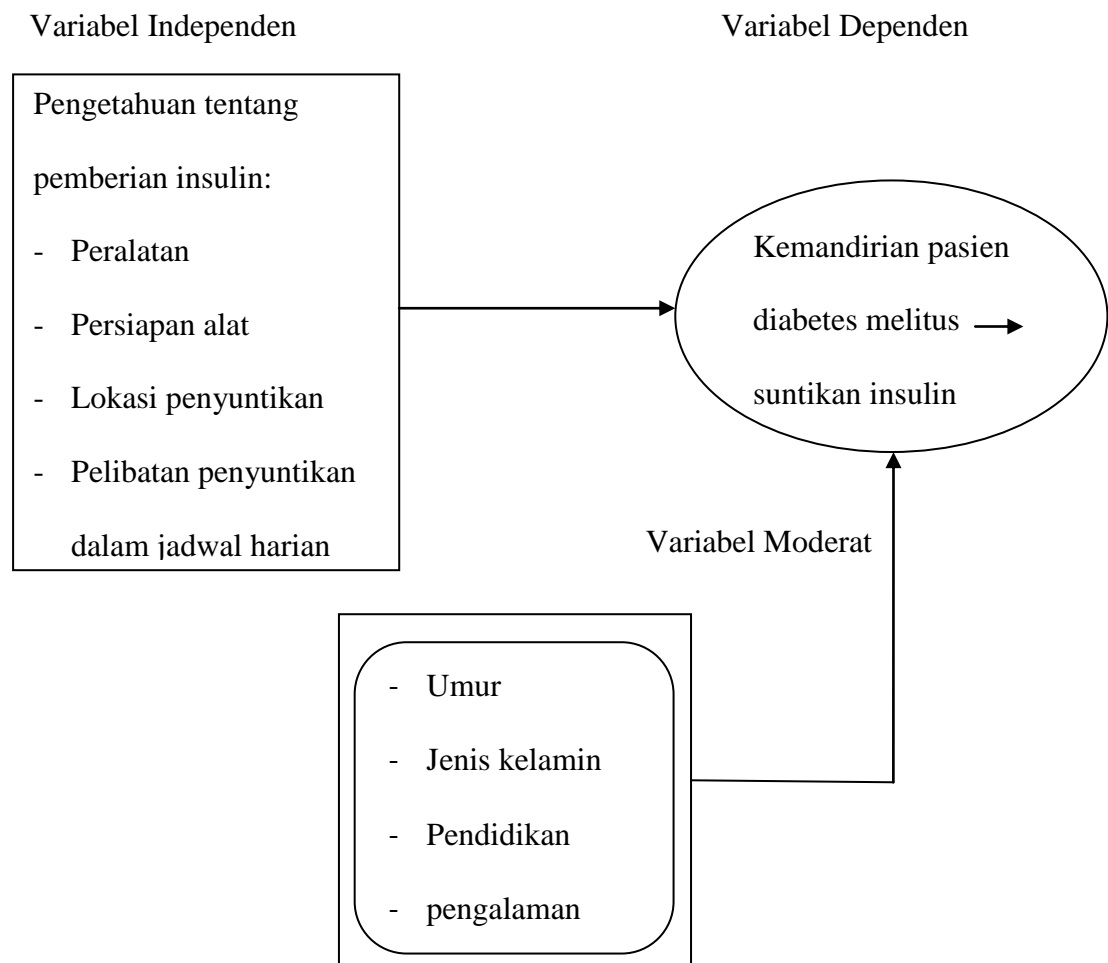 Variabel Independen
Variabel Dependen
Pengetahuan tentang
pemberian insulin:
- Peralatan
- Persiapan alat
- Lokasi penyuntikan
- Pelibatan penyuntikan
dalam jadwal harian
Kemandirian pasien
diabetes melitus
suntikan insulin
Variabel Moderat
- Umur
- Jenis kelamin
- Pendidikan
- pengalaman